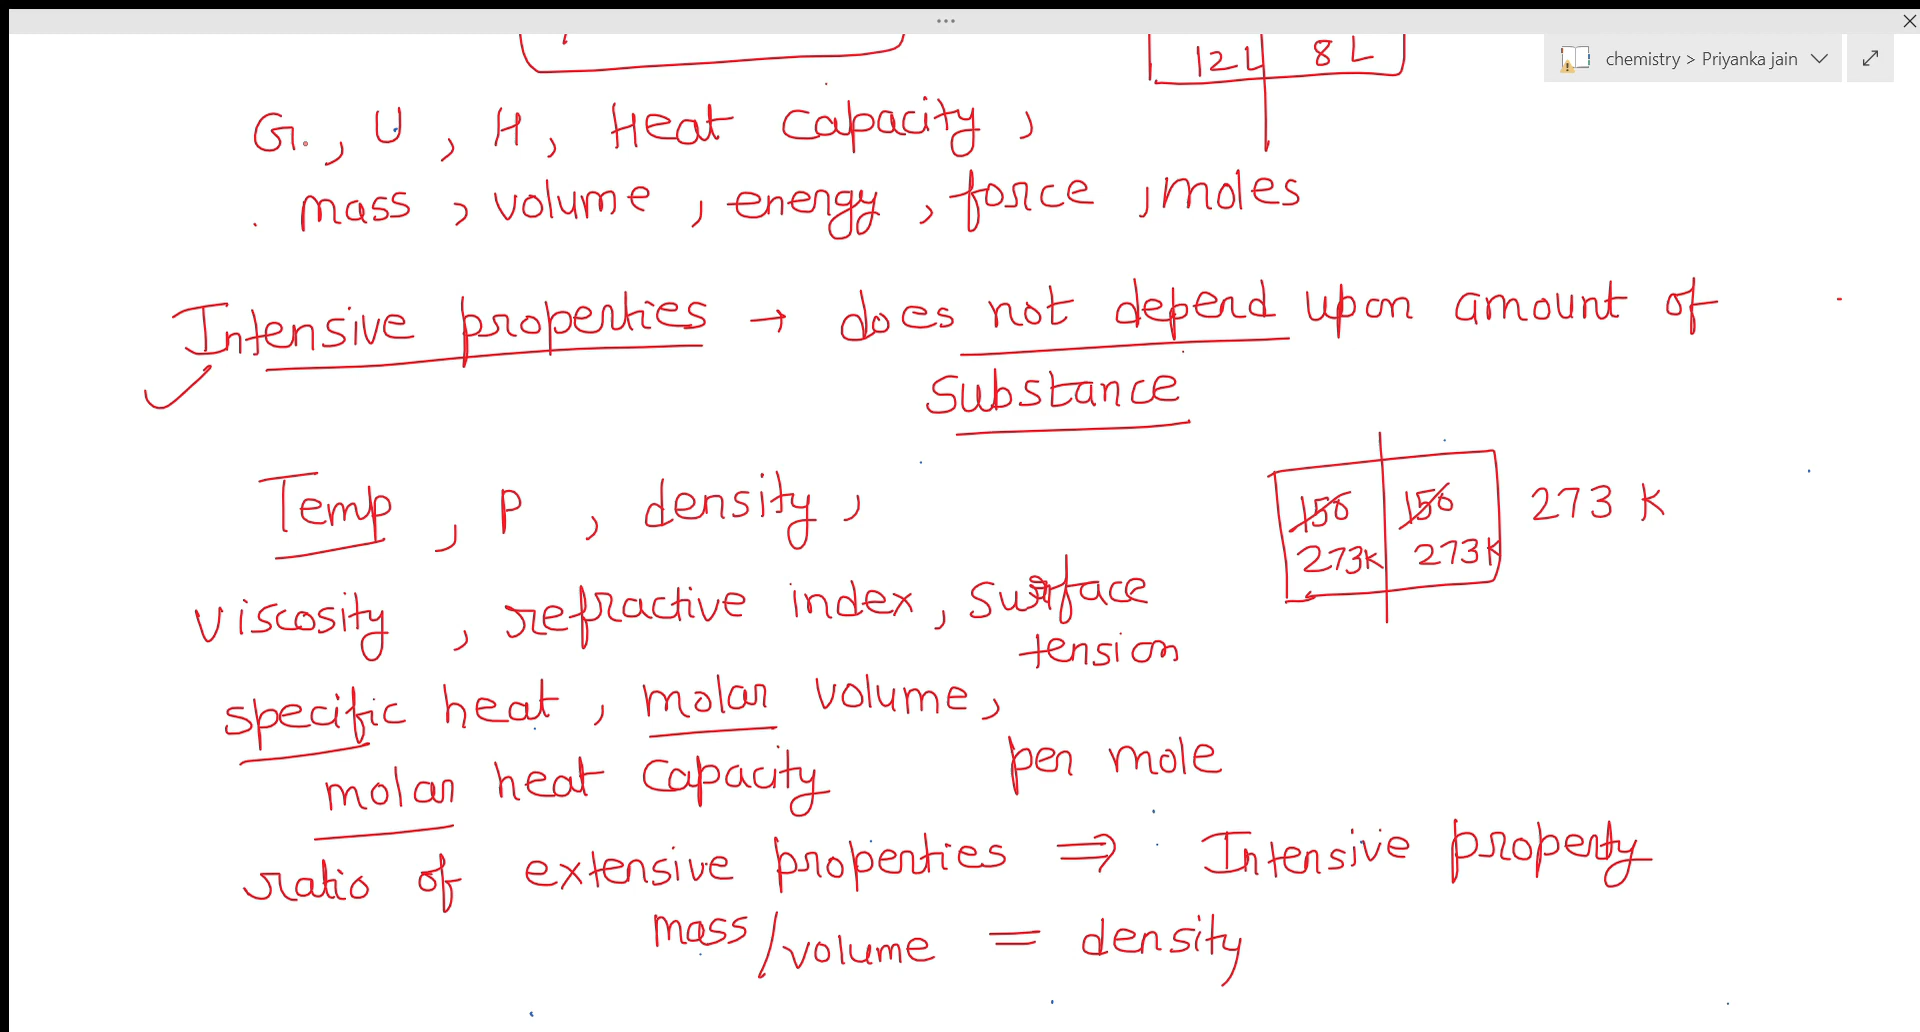 chemistry > Priyanka jain
12 L 8 L
G., U, H, Heat capacity,
mass, volume, energy, force, moles
Intensive properties → does not depend upon amount of
substance
Temp, P, density,
273 K
273K 273K
viscosity, refractive index, surface
tension
specific heat, molar volume,
molar heat capacity per mole
ratio of extensive properties ⇒ Intensive property
mass/volume = density